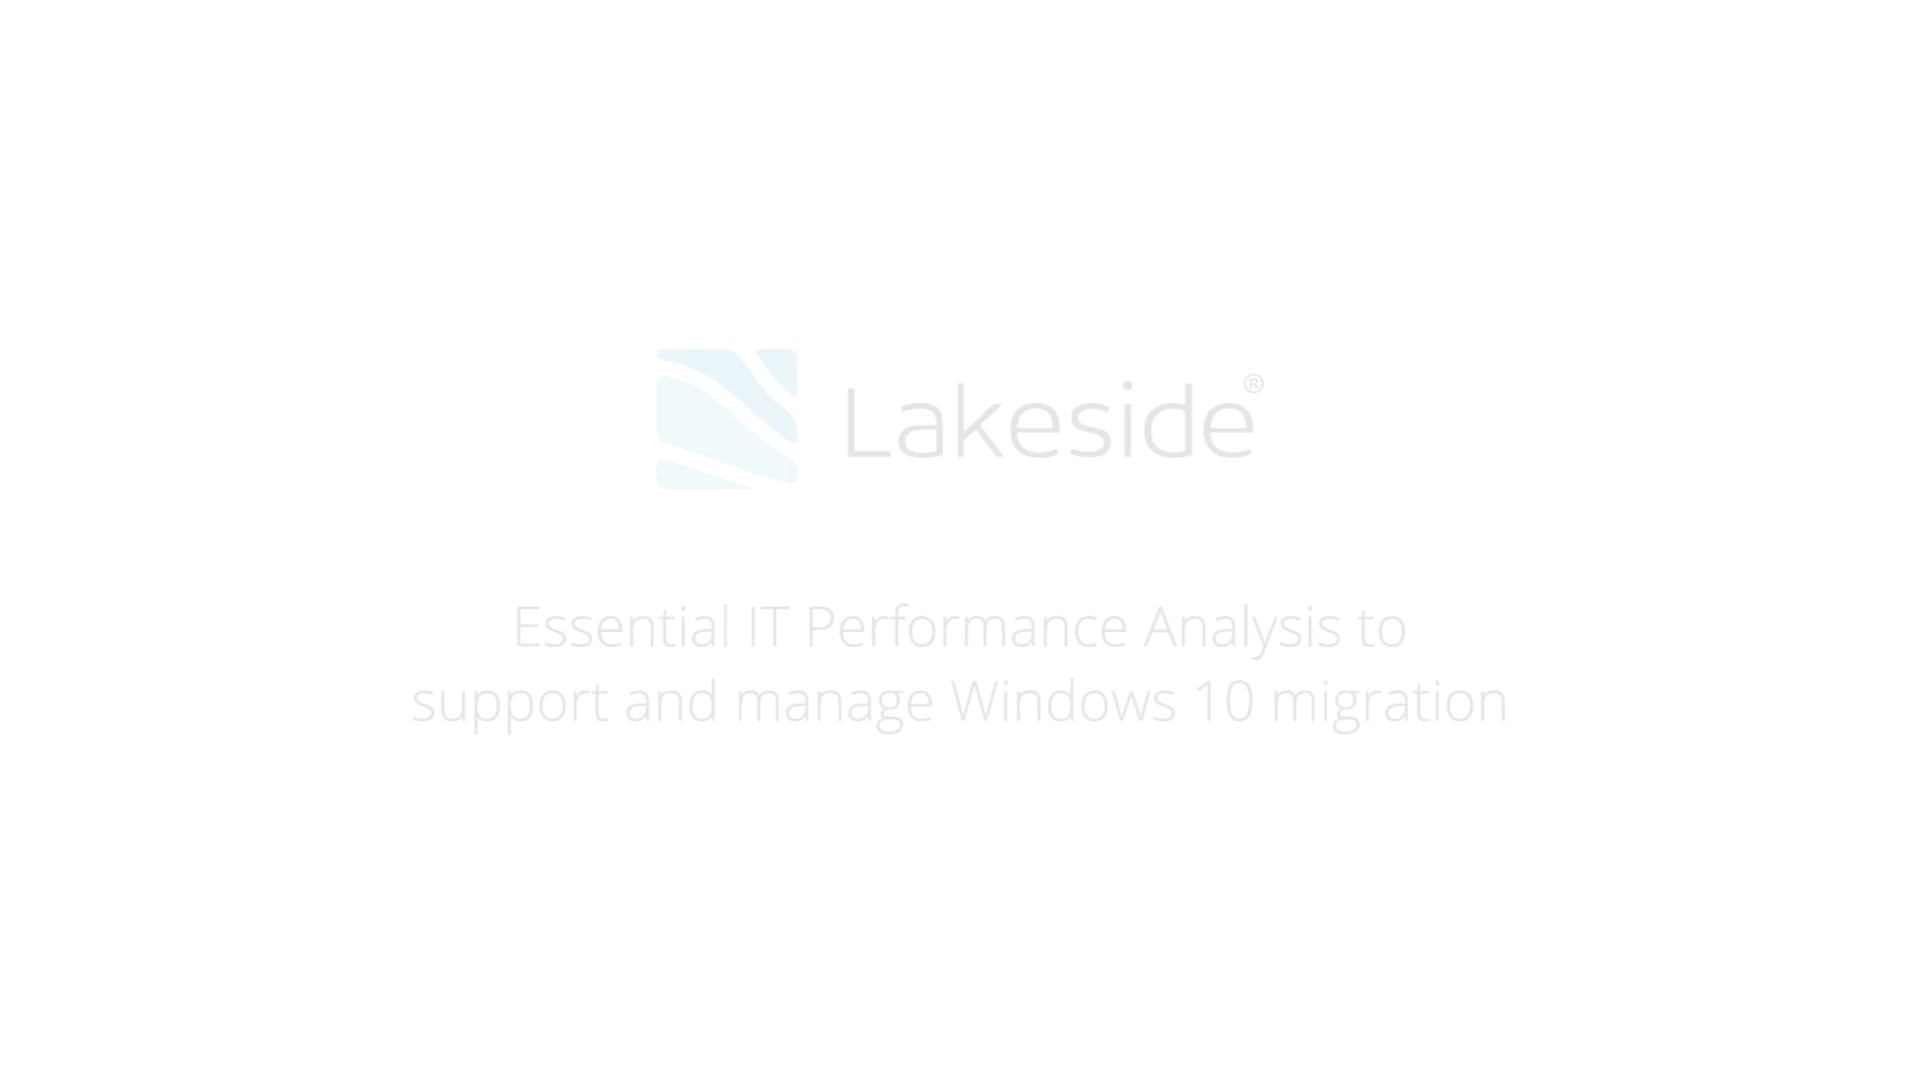 Lakeside®
Essential IT Performance Analysis to
support and manage Windows 10 migration